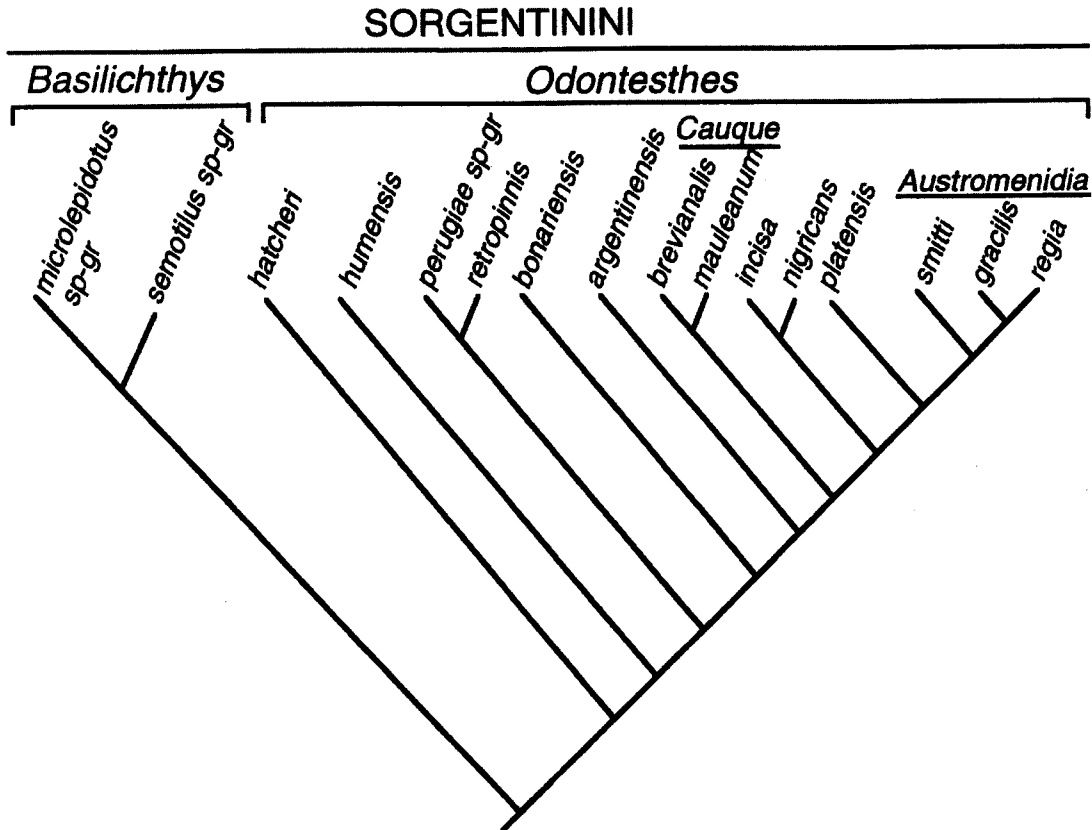 SORGENTININI
Basilichthys
Odontesthes
microlepidotus
sp-gr
semotilus sp-gr
hatcheri
humensis
perugiae sp-gr
retropinnis
bonariensis
argentinensis
Cauque
brevianalis
mauleanum
incisa
nigricans
platensis
Austromenidia
smitti
gracilis
regia